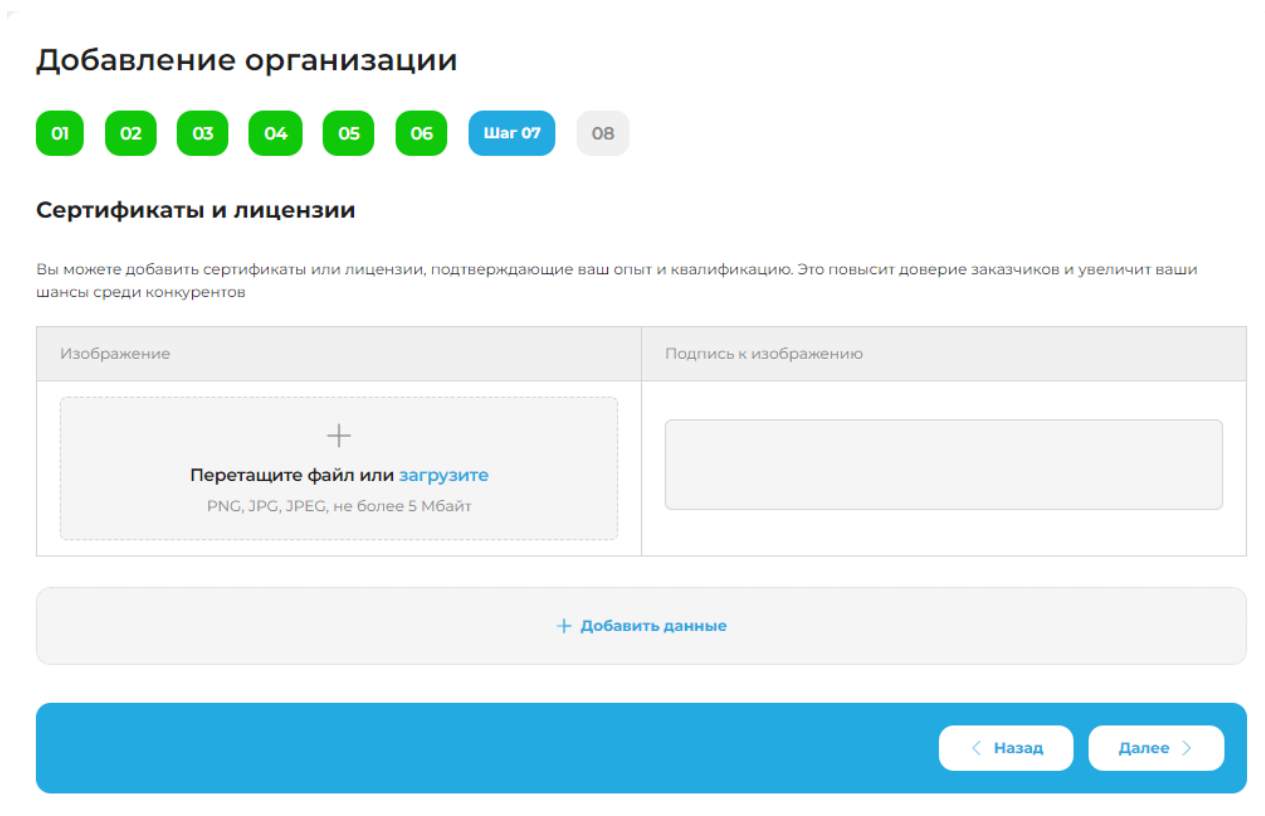 Добавление организации
01 02 03 04 05 06 Шаг 07 08
Сертификаты и лицензии
Вы можете добавить сертификаты или лицензии, подтверждающие ваш опыт и квалификацию. Это повысит доверие заказчиков и увеличит ваши
шансы среди конкурентов
Изображение Подпись к изображению
Перетащите файл или загрузите
PNG, JPG, JPEG, не более 5 Мбайт
Добавить данные
Назад Далее